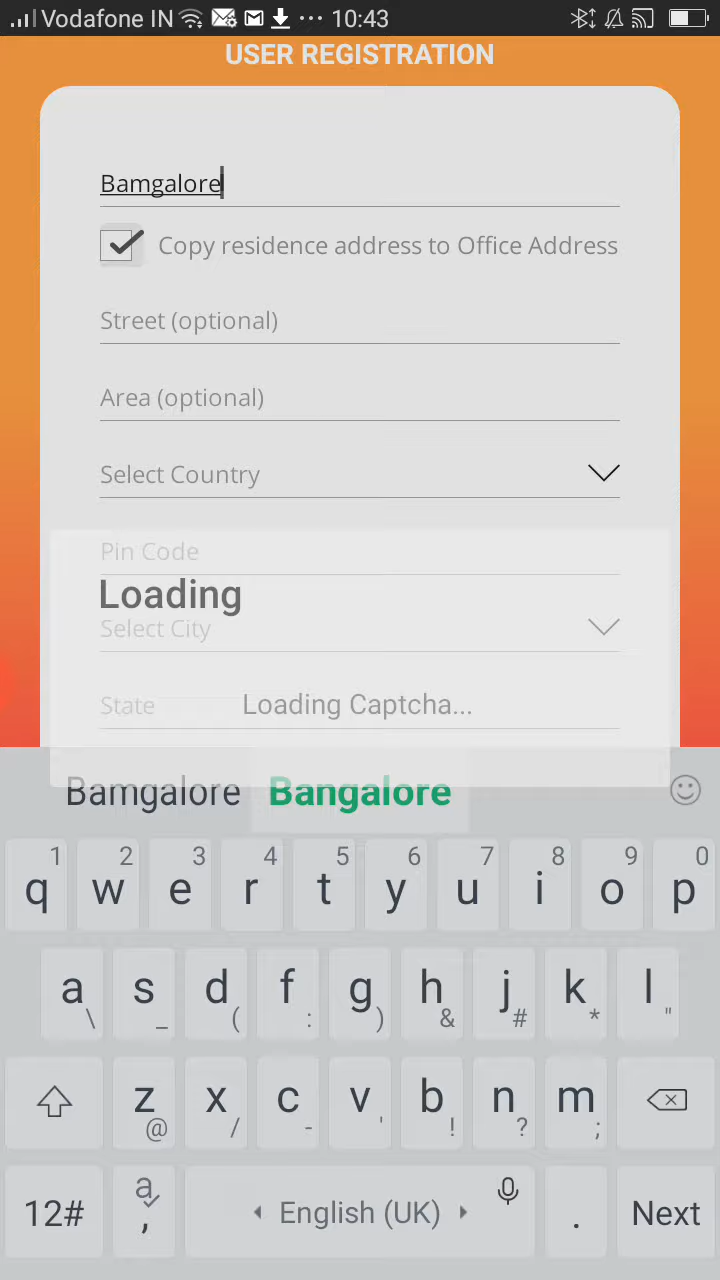 Vodafone IN ... 10:43
USER REGISTRATION
Bamgalore
Copy residence address to Office Address
Street (optional)
Area (optional)
Select Country
Pin Code
Loading
Select City
State
Loading Captcha...
Bamgalore Bangalore
1 2 3 4 5 6 7 8 9 0
q w e r t y u i o p
a s d f g h j k l
\ _ ( : ) & # * "
z x c v b n m
@ / - ' ! ? ;
12# a , English (UK) . Next